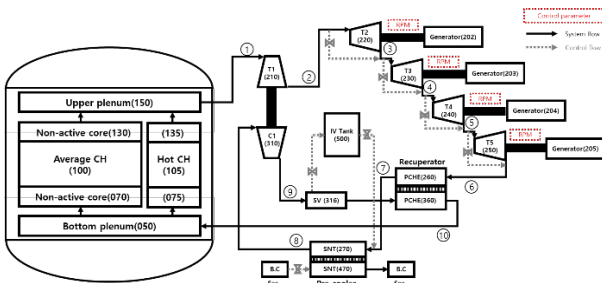 Control parameter
System flow
Control flow
①
②
T1
(210)
T2
(220)
RPM
Generator(202)
③
T3
(230)
RPM
Generator(203)
④
T4
(240)
RPM
Generator(204)
⑤
T5
(250)
RPM
Generator(205)
Upper plenum(150)
Non-active core(130)
(135)
Average CH
(100)
Hot CH
(105)
Non-active core(070)
(075)
Bottom plenum(050)
C1
(310)
IV Tank
(500)
Recuperator
PCHE(260)
PCHE(360)
⑥
⑦
⑧
⑨
⑩
SV (316)
SNT(270)
SNT(470)
B.C
B.C